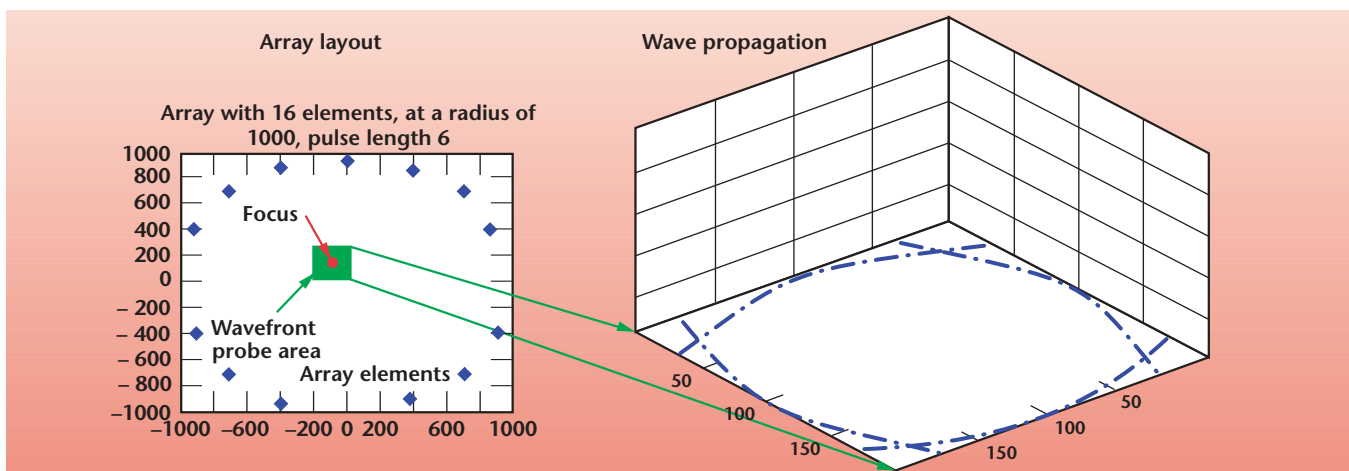 Array layout
Wave propagation
Array with 16 elements, at a radius of
1000, pulse length 6
1000
800
600
400
200
0
– 200
– 400
– 600
– 800
–1000
Focus
Wavefront
probe area
Array elements
–1000 –600 –200 0 200 600 1000
50
100
150
50
100
150